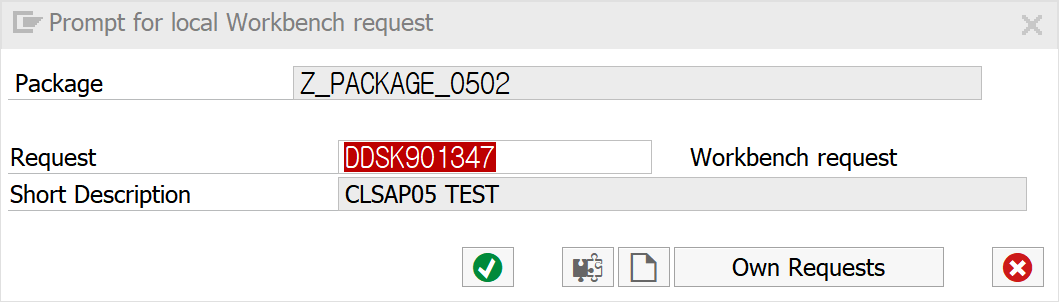 Prompt for local Workbench request
Package Z_PACKAGE_0502
Request DDSK901347 Workbench request
Short Description CLSAP05 TEST
Own Requests